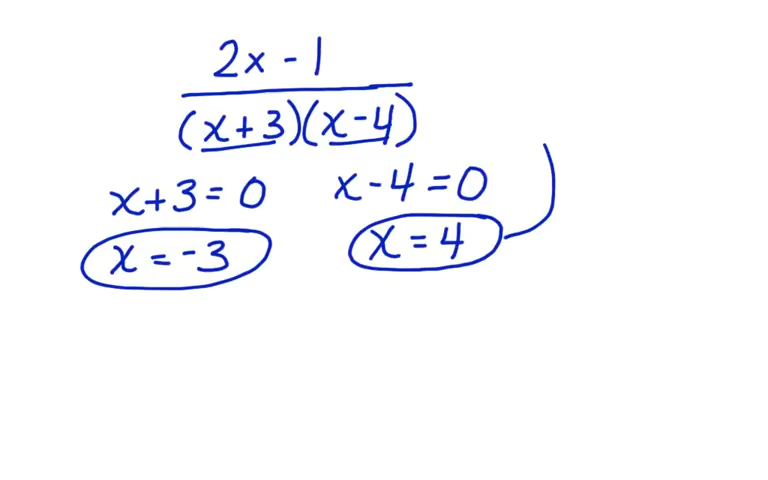 2x - 1
(x+3)(x-4)
x+3=0 x-4=0
x=-3 x=4